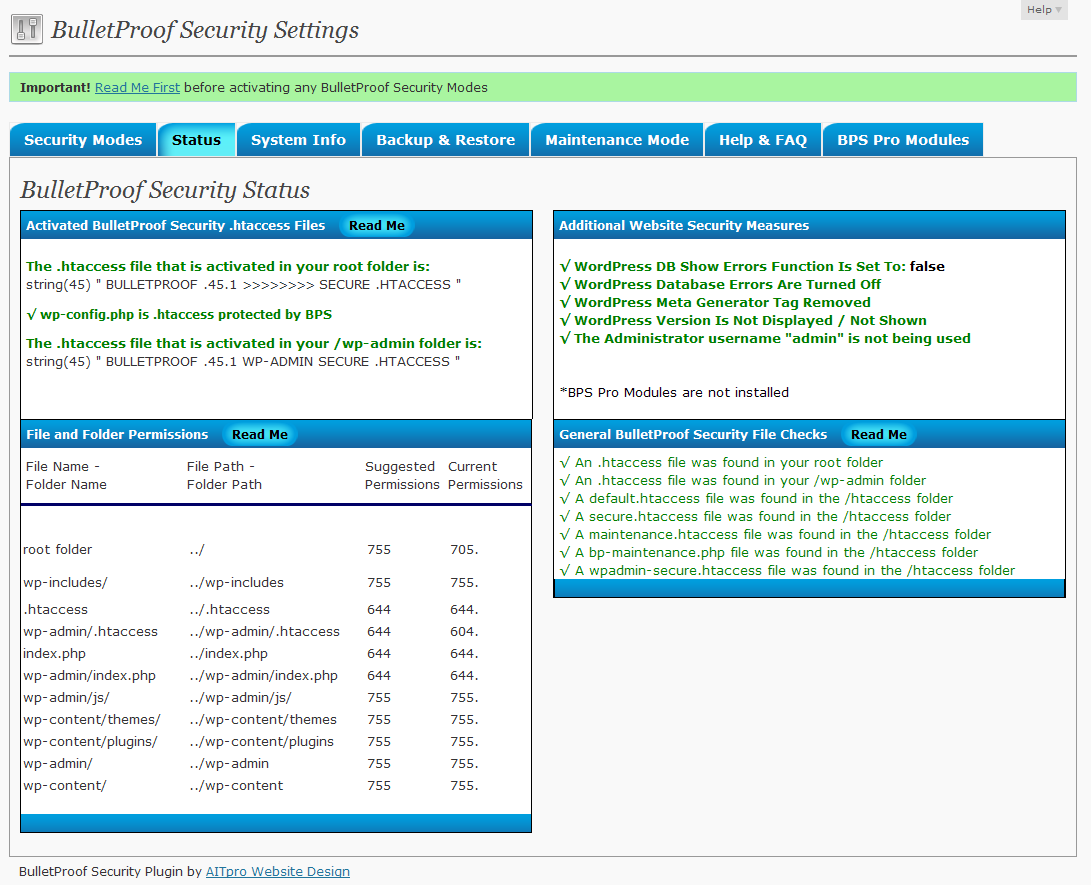 Help
BulletProof Security Settings
Important! Read Me First before activating any BulletProof Security Modes
Security Modes Status System Info Backup & Restore Maintenance Mode Help & FAQ BPS Pro Modules
BulletProof Security Status
Activated BulletProof Security .htaccess Files Read Me
The .htaccess file that is activated in your root folder is:
string(45) " BULLETPROOF .45.1 >>>>>>>> SECURE .HTACCESS "
√ wp-config.php is .htaccess protected by BPS
The .htaccess file that is activated in your /wp-admin folder is:
string(45) " BULLETPROOF .45.1 WP-ADMIN SECURE .HTACCESS "
Additional Website Security Measures
√ WordPress DB Show Errors Function Is Set To: false
√ WordPress Database Errors Are Turned Off
√ WordPress Meta Generator Tag Removed
√ WordPress Version Is Not Displayed / Not Shown
√ The Administrator username "admin" is not being used
*BPS Pro Modules are not installed
File and Folder Permissions Read Me
File Name - File Path - Suggested Current
Folder Name Folder Path Permissions Permissions
root folder ../ 755 705.
wp-includes/ ../wp-includes 755 755.
.htaccess ../.htaccess 644 644.
wp-admin/.htaccess ../wp-admin/.htaccess 644 604.
index.php ../index.php 644 644.
wp-admin/index.php ../wp-admin/index.php 644 644.
wp-admin/js/ ../wp-admin/js/ 755 755.
wp-content/themes/ ../wp-content/themes 755 755.
wp-content/plugins/ ../wp-content/plugins 755 755.
wp-admin/ ../wp-admin 755 755.
wp-content/ ../wp-content 755 755.
General BulletProof Security File Checks Read Me
√ An .htaccess file was found in your root folder
√ An .htaccess file was found in your /wp-admin folder
√ A default.htaccess file was found in the /htaccess folder
√ A secure.htaccess file was found in the /htaccess folder
√ A maintenance.htaccess file was found in the /htaccess folder
√ A bp-maintenance.php file was found in the /htaccess folder
√ A wpadmin-secure.htaccess file was found in the /htaccess folder
BulletProof Security Plugin by AITpro Website Design